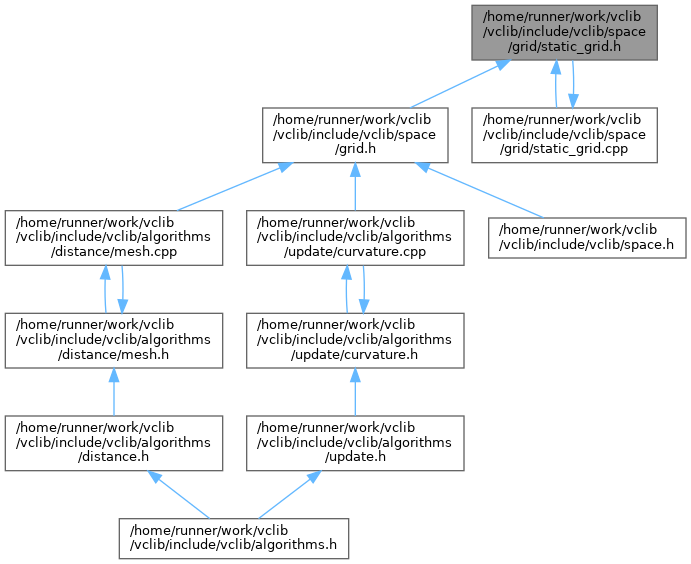 /home/runner/work/vclib
/vclib/include/vclib/space
/grid/static_grid.h
/home/runner/work/vclib
/vclib/include/vclib/space
/grid.h
/home/runner/work/vclib
/vclib/include/vclib/space
/grid/static_grid.cpp
/home/runner/work/vclib
/vclib/include/vclib/algorithms
/distance/mesh.cpp
/home/runner/work/vclib
/vclib/include/vclib/algorithms
/update/curvature.cpp
/home/runner/work/vclib
/vclib/include/vclib/space.h
/home/runner/work/vclib
/vclib/include/vclib/algorithms
/distance/mesh.h
/home/runner/work/vclib
/vclib/include/vclib/algorithms
/update/curvature.h
/home/runner/work/vclib
/vclib/include/vclib/algorithms
/distance.h
/home/runner/work/vclib
/vclib/include/vclib/algorithms
/update.h
/home/runner/work/vclib
/vclib/include/vclib/algorithms.h